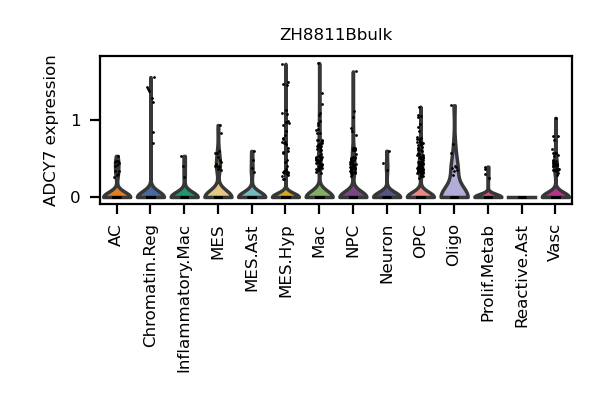 ZH8811Bbulk
ADCY7 expression
1
0
AC
Chromatin.Reg
Inflammatory.Mac
MES
MES.Ast
MES.Hyp
Mac
NPC
Neuron
OPC
Oligo
Prolif.Metab
Reactive.Ast
Vasc